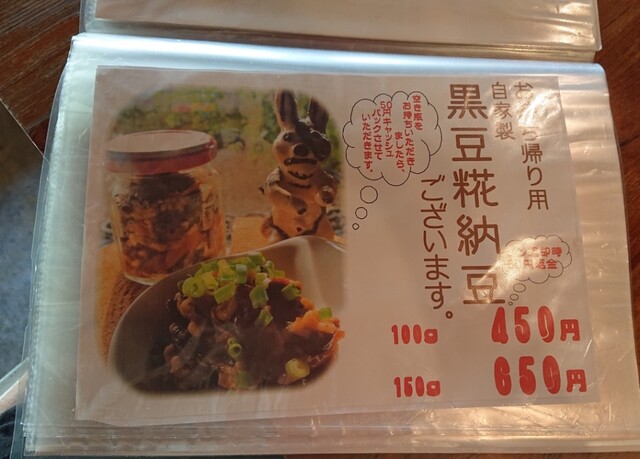 お持ち帰り用
自家製
黒豆糀納豆
ございます。
空き瓶を
お持ちいただき
ましたら、
50円キャッシュ
バックさせて
いただきます。
100g 450円
150g 650円